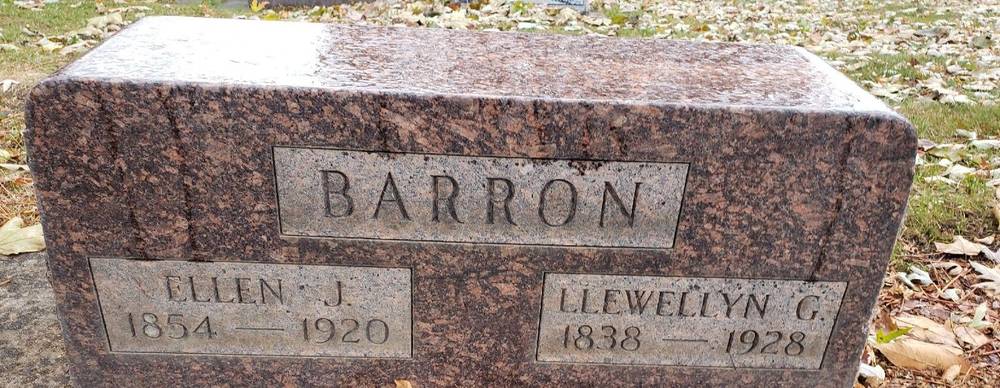 BARRON
ELLEN J.
1854 — 1920
LLEWELLYN G.
1838 — 1928